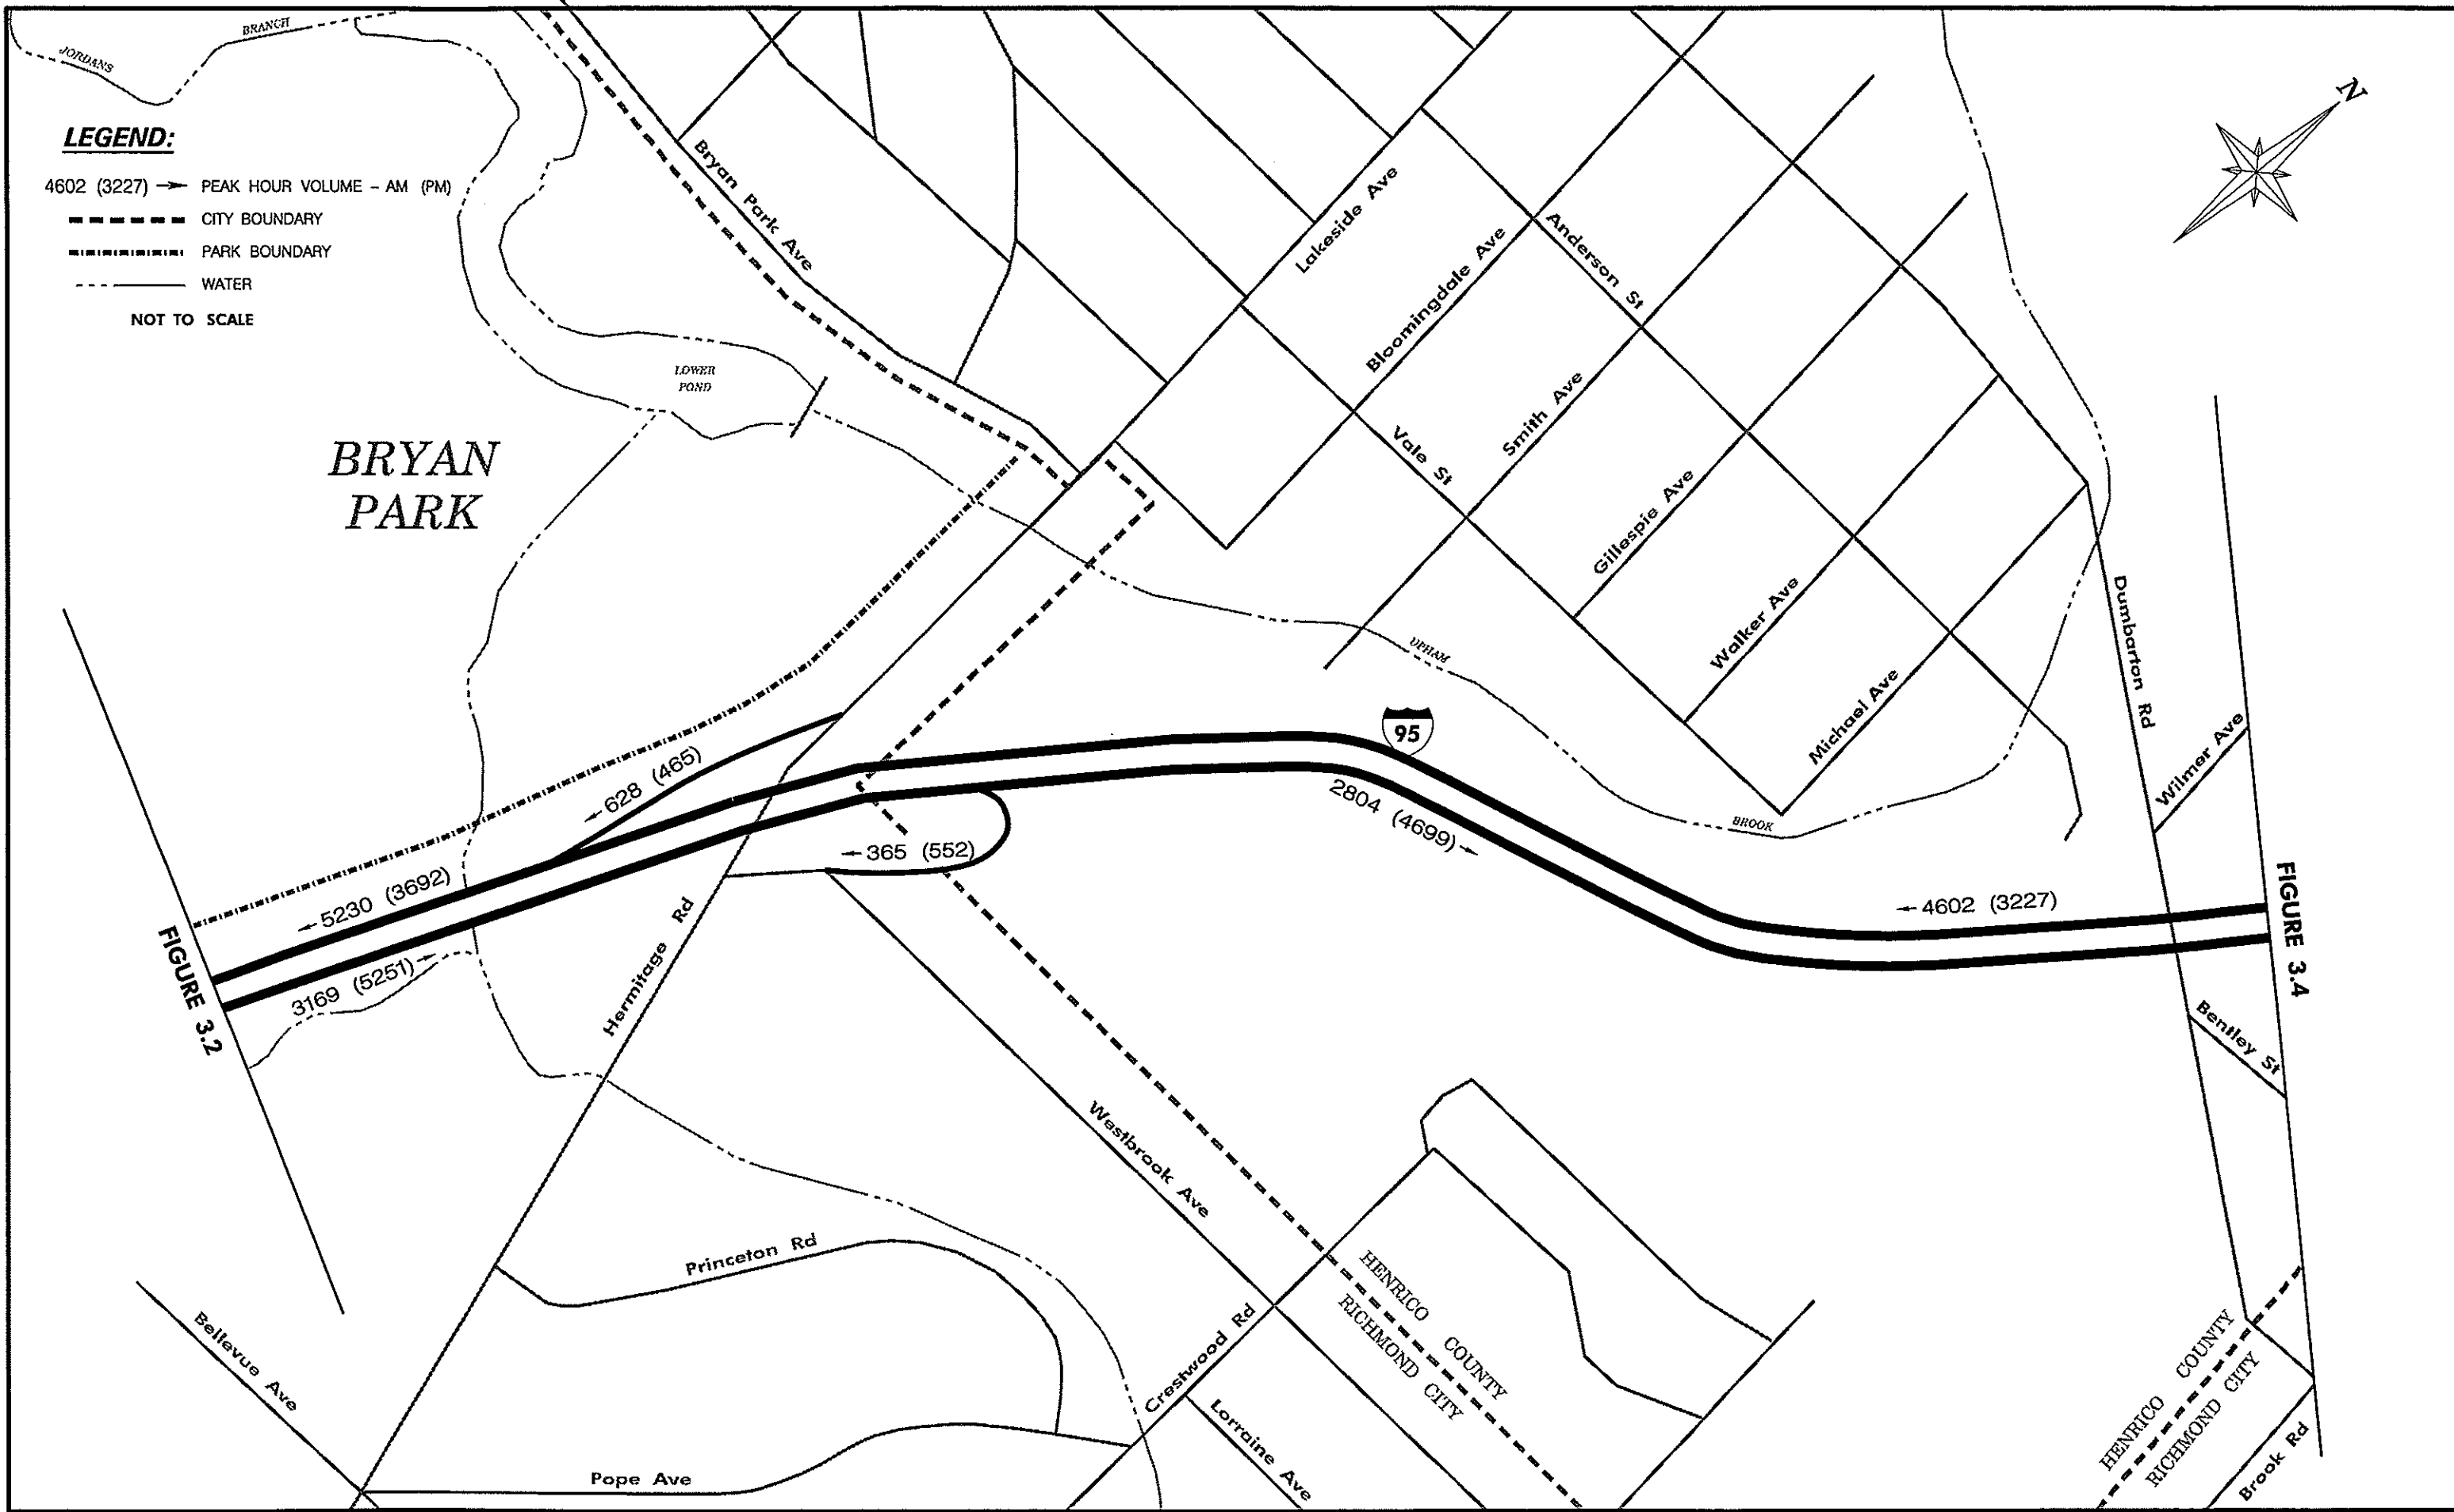 JORDANS
BRANCH
LEGEND:
4602 (3227) PEAK HOUR VOLUME - AM (PM)
CITY BOUNDARY
PARK BOUNDARY
WATER
NOT TO SCALE
N
Bryan Park Ave
Lakeside Ave
Bloomingdale Ave
Anderson St
LOWER
POND
BRYAN
PARK
Smith Ave
Vale St
Gillespie Ave
Walker Ave
Michael Ave
Dumbarton Rd
Wilmer Ave
UPHAM
BROOK
95
628 (465)
365 (552)
2804 (4699)
4602 (3227)
5230 (3692)
3169 (5251)
FIGURE 3.2
FIGURE 3.4
Hermitage Rd
Bentley St
Westbrook Ave
Princeton Rd
Bellevue Ave
Pope Ave
Crestwood Rd
Lorraine Ave
HENRICO COUNTY
RICHMOND CITY
HENRICO COUNTY
RICHMOND CITY
Brook Rd